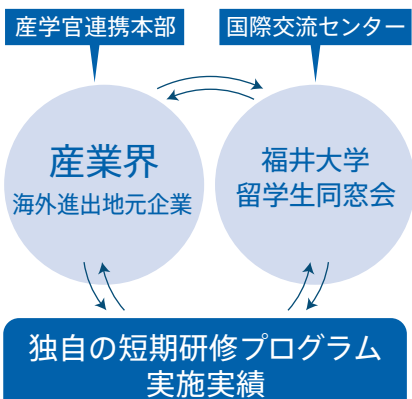 産学官連携本部
国際交流センター
産業界
海外進出地元企業
福井大学
留学生同窓会
独自の短期研修プログラム
実施実績